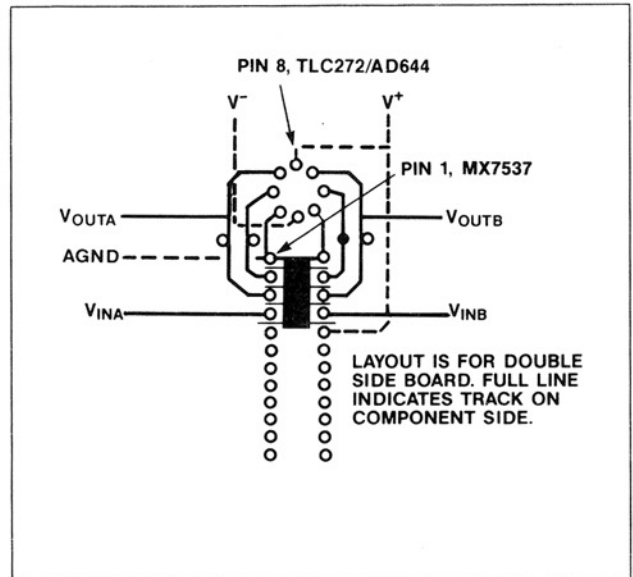 PIN 8, TLC272/AD644
V⁻ V⁺
PIN 1, MX7537
VOUTA VOUTB
AGND
VINA VINB
LAYOUT IS FOR DOUBLE
SIDE BOARD. FULL LINE
INDICATES TRACK ON
COMPONENT SIDE.